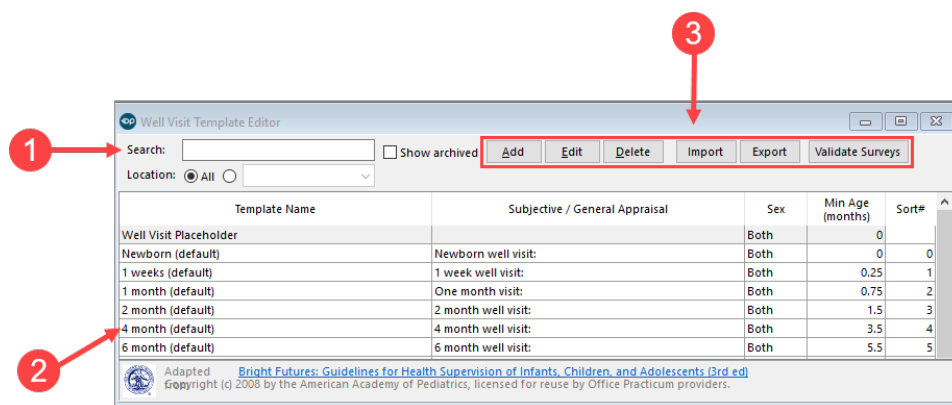 3
op Well Visit Template Editor
1
Search: Show archived Add Edit Delete Import Export Validate Surveys
Location: All
Template Name Subjective / General Appraisal Sex Min Age (months) Sort#
Well Visit Placeholder Both 0
Newborn (default) Newborn well visit: Both 0 0
1 weeks (default) 1 week well visit: Both 0.25 1
1 month (default) One month visit: Both 0.75 2
2 month (default) 2 month well visit: Both 1.5 3
4 month (default) 4 month well visit: Both 3.5 4
6 month (default) 6 month well visit: Both 5.5 5
2
Adapted from Bright Futures: Guidelines for Health Supervision of Infants, Children, and Adolescents (3rd ed)
Copyright (c) 2008 by the American Academy of Pediatrics, licensed for reuse by Office Practicum providers.